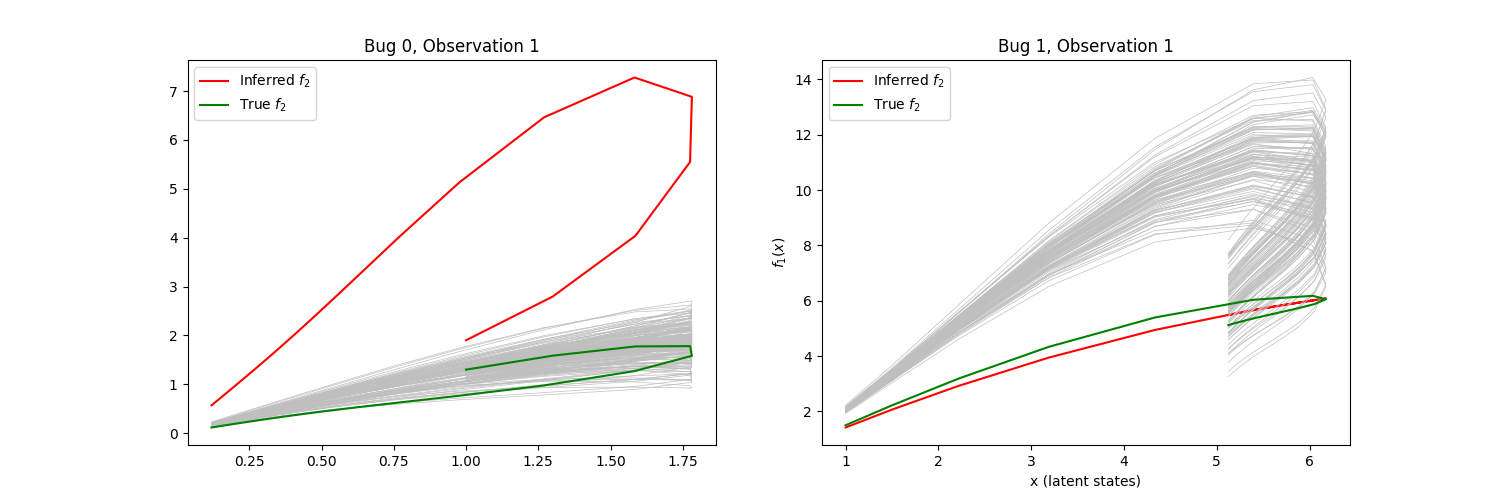 Bug 0, Observation 1
Inferred f₂
True f₂
7
6
5
4
3
2
1
0
0.25 0.50 0.75 1.00 1.25 1.50 1.75
Bug 1, Observation 1
Inferred f₂
True f₂
14
12
10
8
6
4
2
f₁(x)
1 2 3 4 5 6
x (latent states)